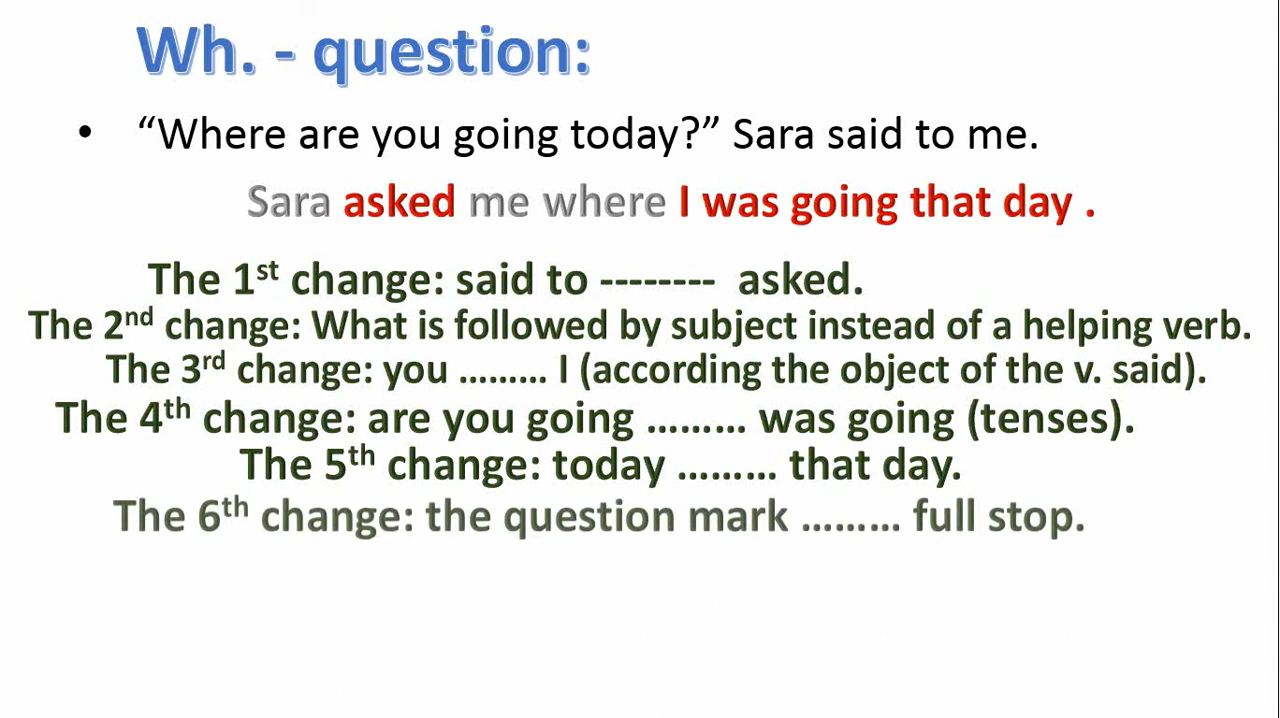 Wh. - question:
• “Where are you going today?” Sara said to me.
Sara asked me where I was going that day .
The 1st change: said to -------- asked.
The 2nd change: What is followed by subject instead of a helping verb.
The 3rd change: you ……… I (according the object of the v. said).
The 4th change: are you going ……… was going (tenses).
The 5th change: today ……… that day.
The 6th change: the question mark ……… full stop.